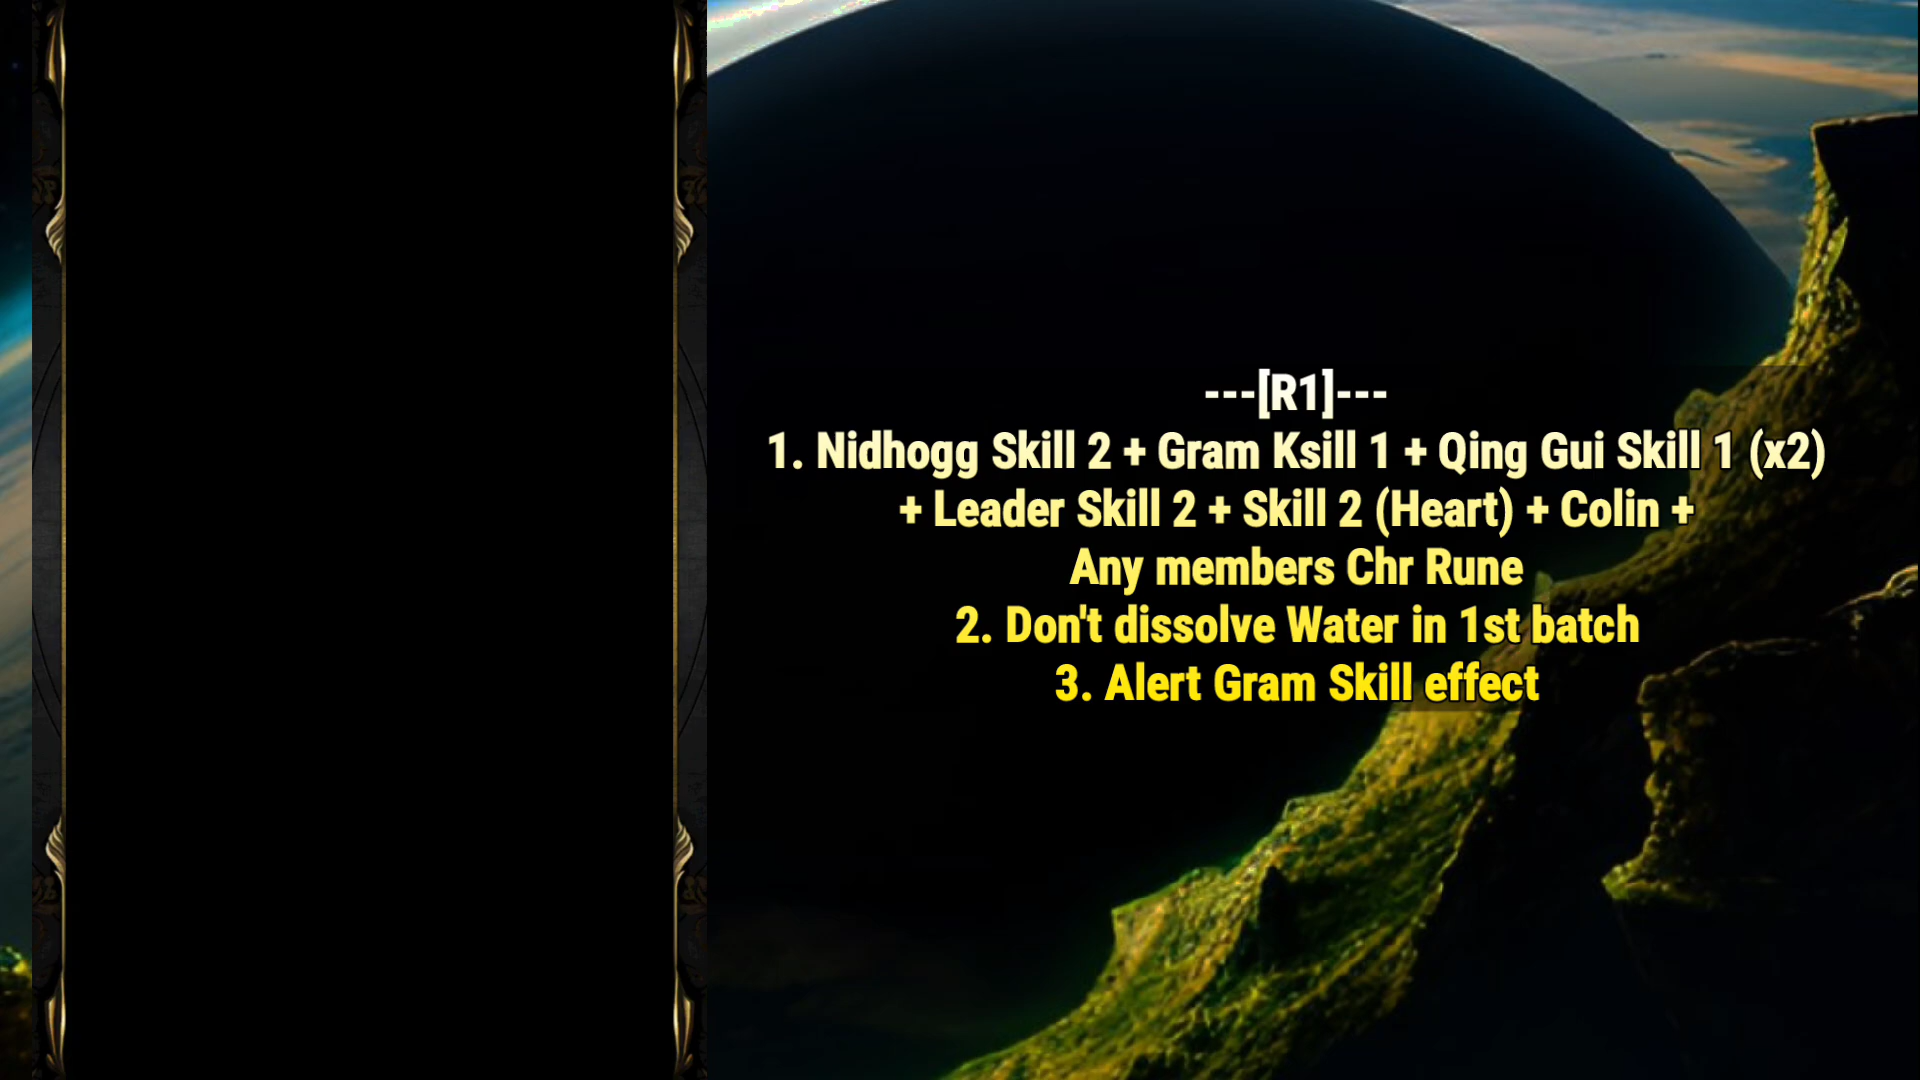 ---[R1]---
1. Nidhogg Skill 2 + Gram Ksill 1 + Qing Gui Skill 1 (x2)
+ Leader Skill 2 + Skill 2 (Heart) + Colin +
Any members Chr Rune
2. Don't dissolve Water in 1st batch
3. Alert Gram Skill effect